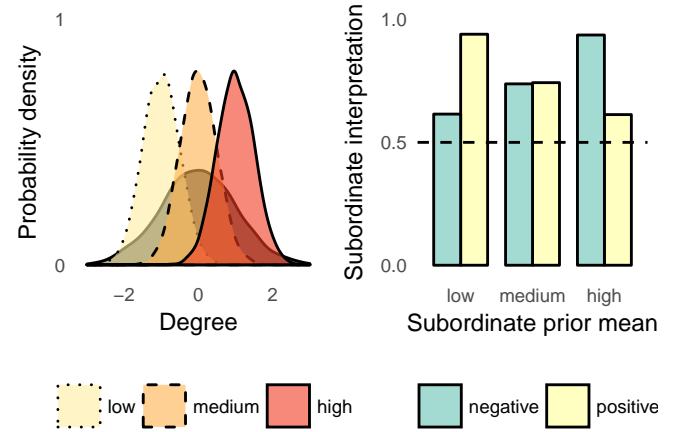 Probability density
1
0
−2 0 2
Degree
low medium high
Subordinate interpretation
1.0
0.5
0.0
low medium high
Subordinate prior mean
negative positive